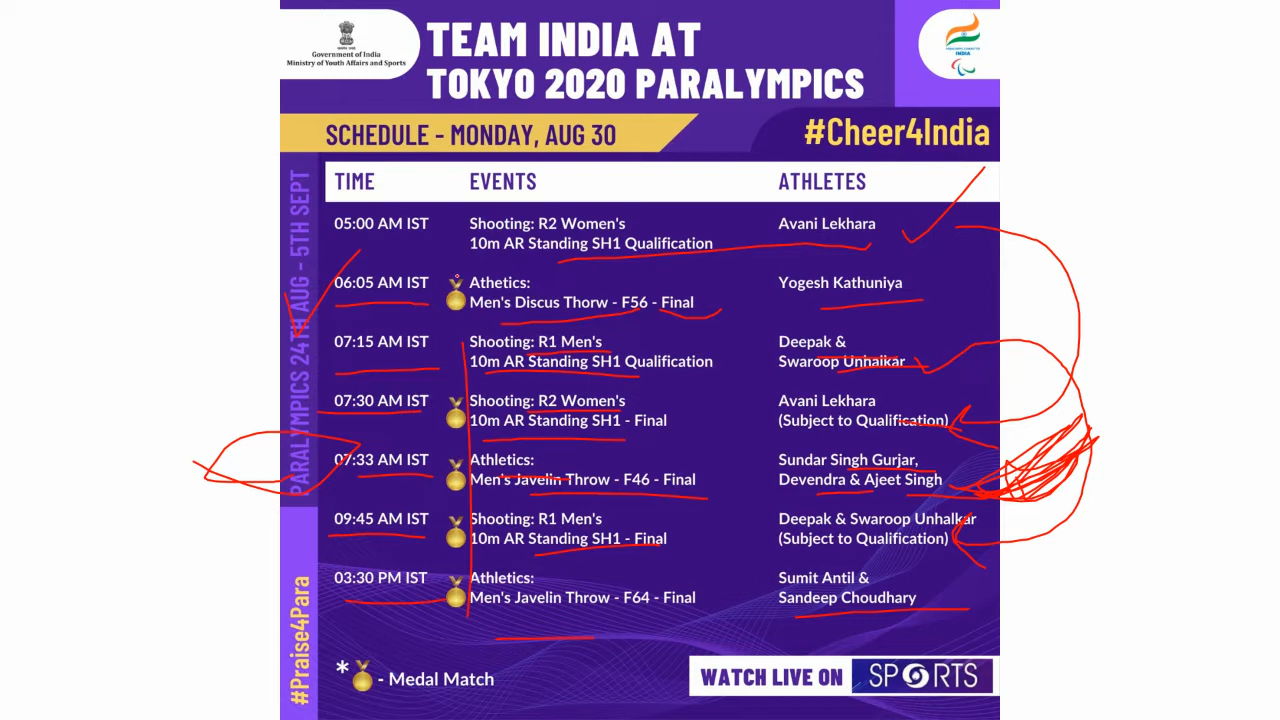 Government of India
Ministry of Youth Affairs and Sports
TEAM INDIA AT
TOKYO 2020 PARALYMPICS
PARALYMPIC COMMITTEE
INDIA
SCHEDULE - MONDAY, AUG 30
#Cheer4India
PARALYMPICS 24TH AUG - 5TH SEPT
#Praise4Para
TIME EVENTS ATHLETES
05:00 AM IST Shooting: R2 Women's Avani Lekhara
10m AR Standing SH1 Qualification
06:05 AM IST Athetics: Yogesh Kathuniya
Men's Discus Thorw - F56 - Final
07:15 AM IST Shooting: R1 Men's Deepak &
10m AR Standing SH1 Qualification Swaroop Unhalkar
07:30 AM IST Shooting: R2 Women's Avani Lekhara
10m AR Standing SH1 - Final (Subject to Qualification)
07:33 AM IST Athletics: Sundar Singh Gurjar,
Men's Javelin Throw - F46 - Final Devendra & Ajeet Singh
09:45 AM IST Shooting: R1 Men's Deepak & Swaroop Unhalkar
10m AR Standing SH1 - Final (Subject to Qualification)
03:30 PM IST Athletics: Sumit Antil &
Men's Javelin Throw - F64 - Final Sandeep Choudhary
* - Medal Match
WATCH LIVE ON SPORTS